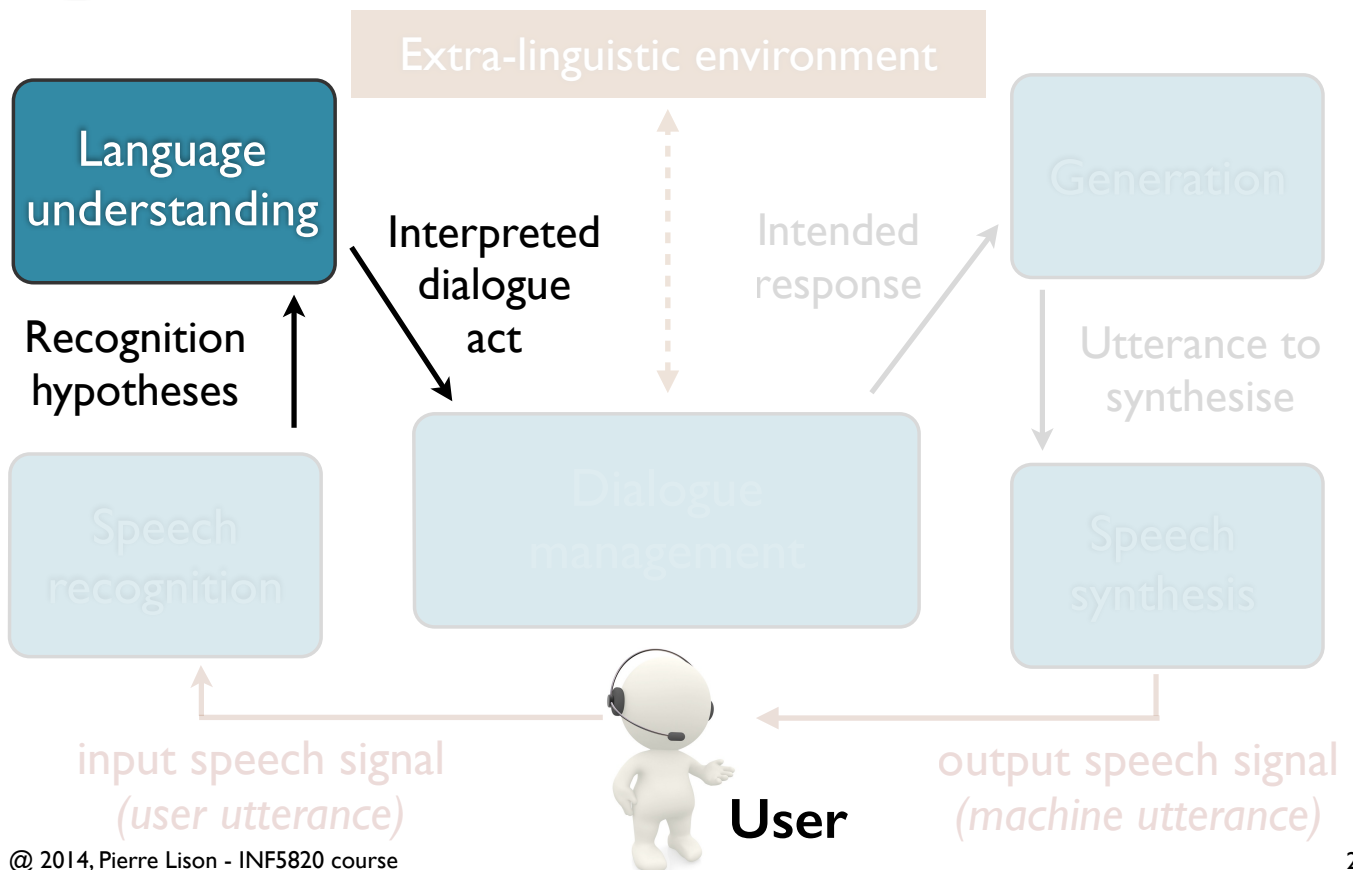 Extra-linguistic environment
Language
understanding
Generation
Interpreted
dialogue
act
Intended
response
Recognition
hypotheses
Utterance to
synthesise
Dialogue
management
Speech
recognition
Speech
synthesis
input speech signal
(user utterance)
User
output speech signal
(machine utterance)
@ 2014, Pierre Lison - INF5820 course
2